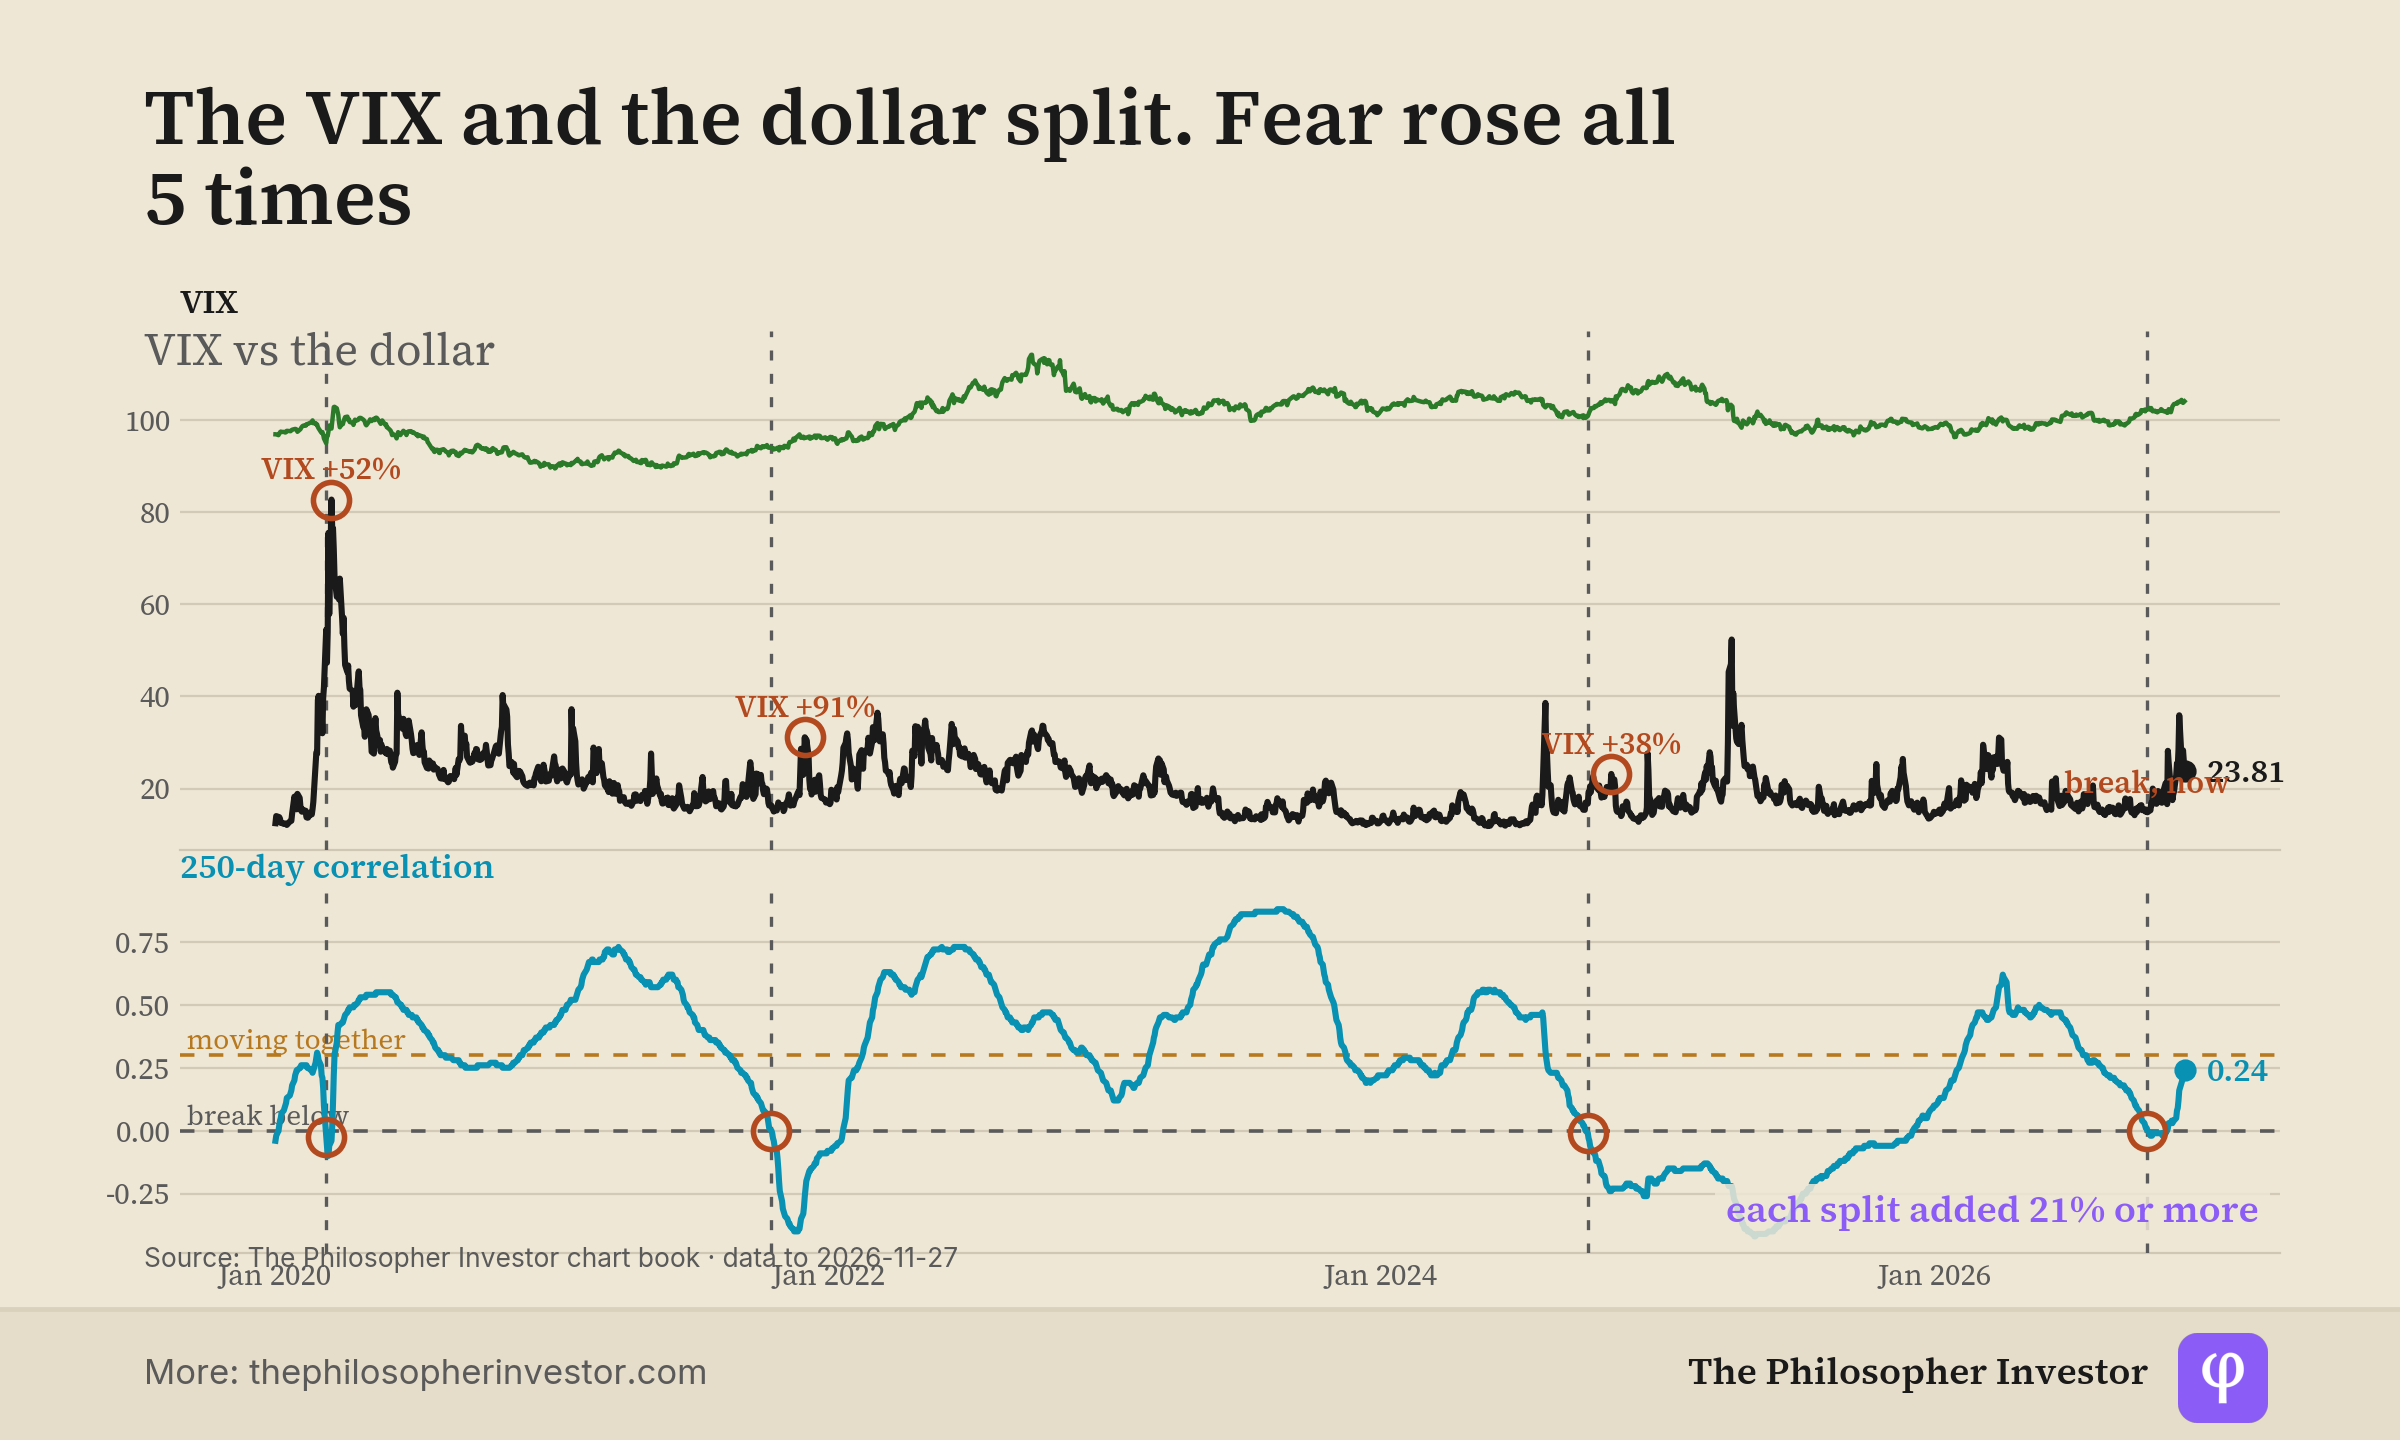 The VIX and the dollar split. Fear rose all
5 times
VIX
VIX vs the dollar
100
80
60
40
20
VIX +52%
VIX +91%
VIX +38%
break, now
23.81
250-day correlation
0.75
0.50
0.25
0.00
-0.25
moving together
break below
0.24
each split added 21% or more
Source: The Philosopher Investor chart book · data to 2026-11-27
Jan 2020
Jan 2022
Jan 2024
Jan 2026
More: thephilosopherinvestor.com
The Philosopher Investor
φ